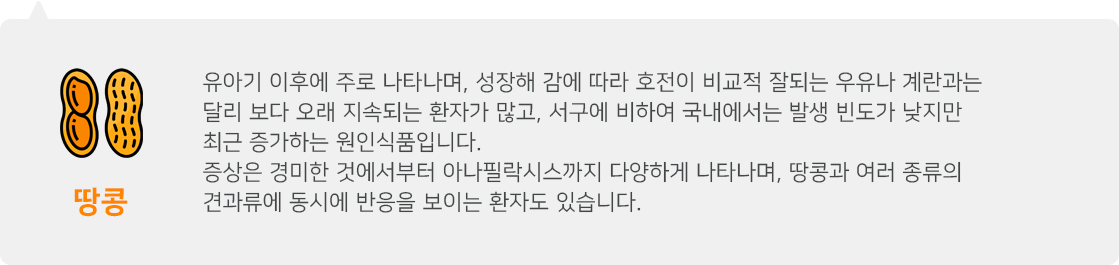 유아기 이후에 주로 나타나며, 성장해 감에 따라 호전이 비교적 잘되는 우유나 계란과는
달리 보다 오래 지속되는 환자가 많고, 서구에 비하여 국내에서는 발생 빈도가 낮지만
최근 증가하는 원인식품입니다.
증상은 경미한 것에서부터 아나필락시스까지 다양하게 나타나며, 땅콩과 여러 종류의
견과류에 동시에 반응을 보이는 환자도 있습니다.
땅콩